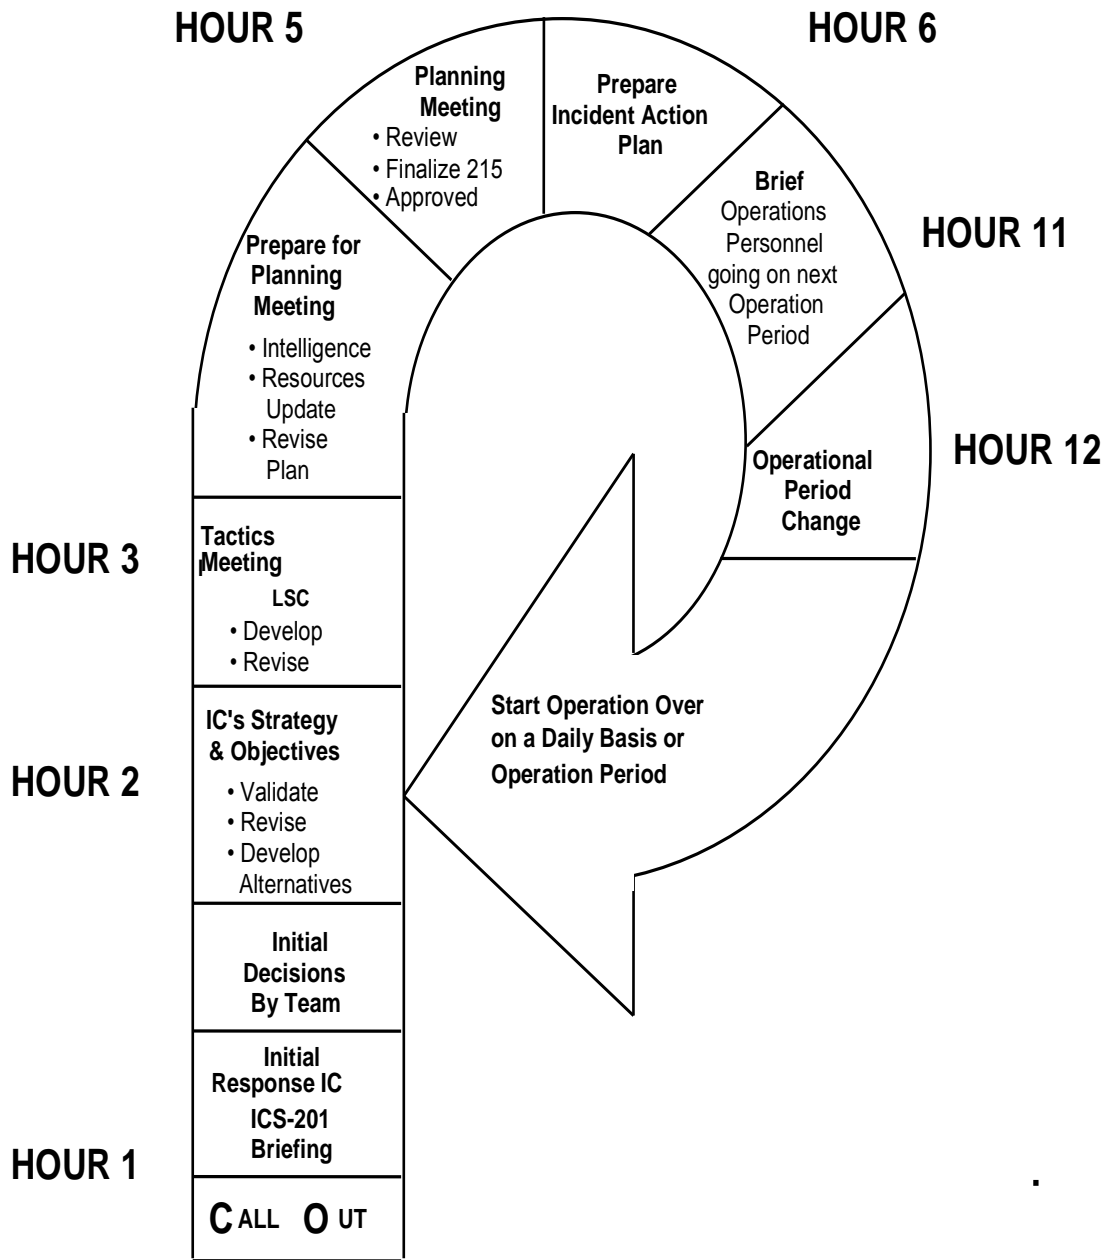 HOUR 5
HOUR 6
Planning
Meeting
• Review
• Finalize 215
• Approved
Prepare
Incident Action
Plan
Brief
Operations
Personnel
going on next
Operation
Period
HOUR 11
Prepare for
Planning
Meeting
• Intelligence
• Resources
Update
• Revise
Plan
HOUR 12
Operational
Period
Change
HOUR 3
Tactics
Meeting
LSC
• Develop
• Revise
Start Operation Over
on a Daily Basis or
Operation Period
HOUR 2
IC's Strategy
& Objectives
• Validate
• Revise
• Develop
Alternatives
Initial
Decisions
By Team
Initial
Response IC
ICS-201
Briefing
HOUR 1
.
CALL OUT